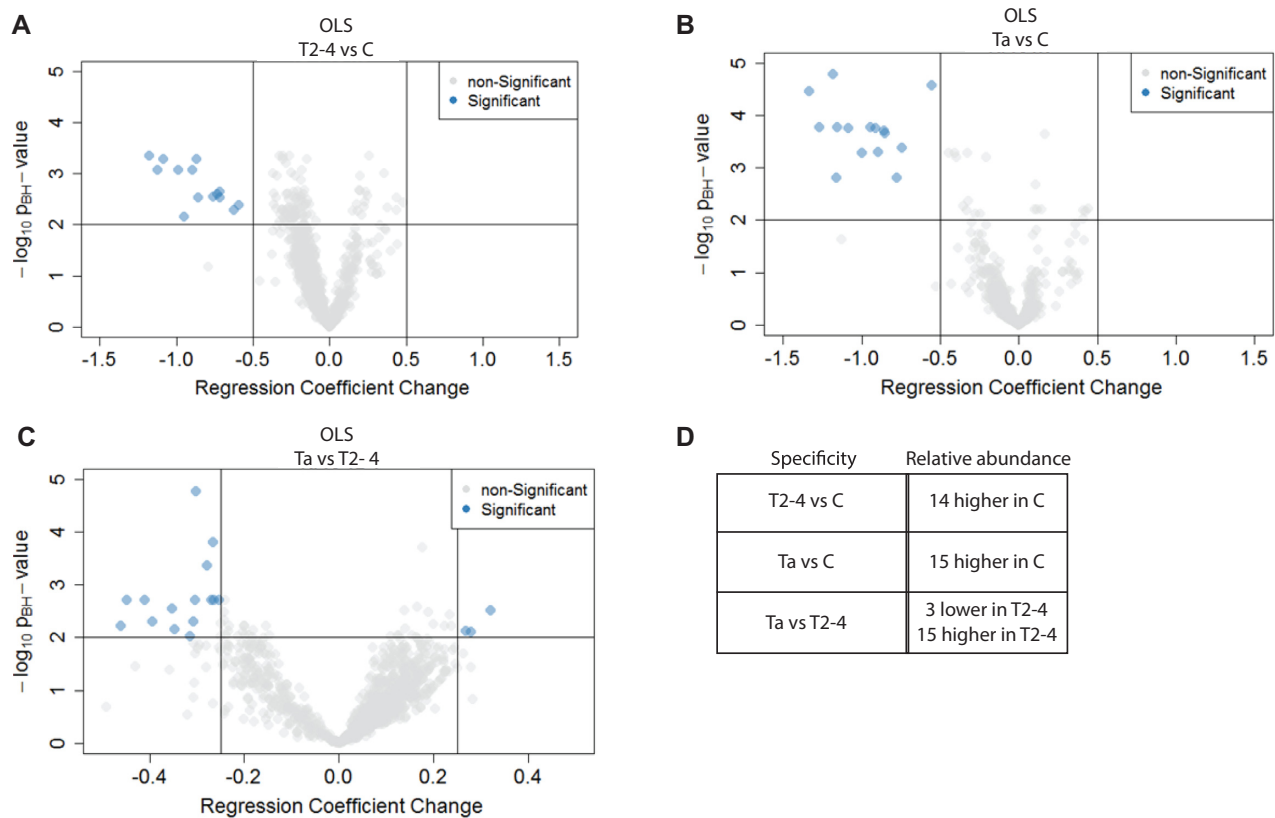 A
OLS
T2-4 vs C
non-Significant
Significant
5
4
3
2
1
0
− log10 pBH − value
-1.5 -1.0 -0.5 0.0 0.5 1.0 1.5
Regression Coefficient Change
B
OLS
Ta vs C
non-Significant
Significant
5
4
3
2
1
0
− log10 pBH − value
-1.5 -1.0 -0.5 0.0 0.5 1.0 1.5
Regression Coefficient Change
C
OLS
Ta vs T2- 4
non-Significant
Significant
5
4
3
2
1
0
− log10 pBH − value
-0.4 -0.2 0.0 0.2 0.4
Regression Coefficient Change
D
Specificity Relative abundance
T2-4 vs C 14 higher in C
Ta vs C 15 higher in C
Ta vs T2-4 3 lower in T2-4
15 higher in T2-4